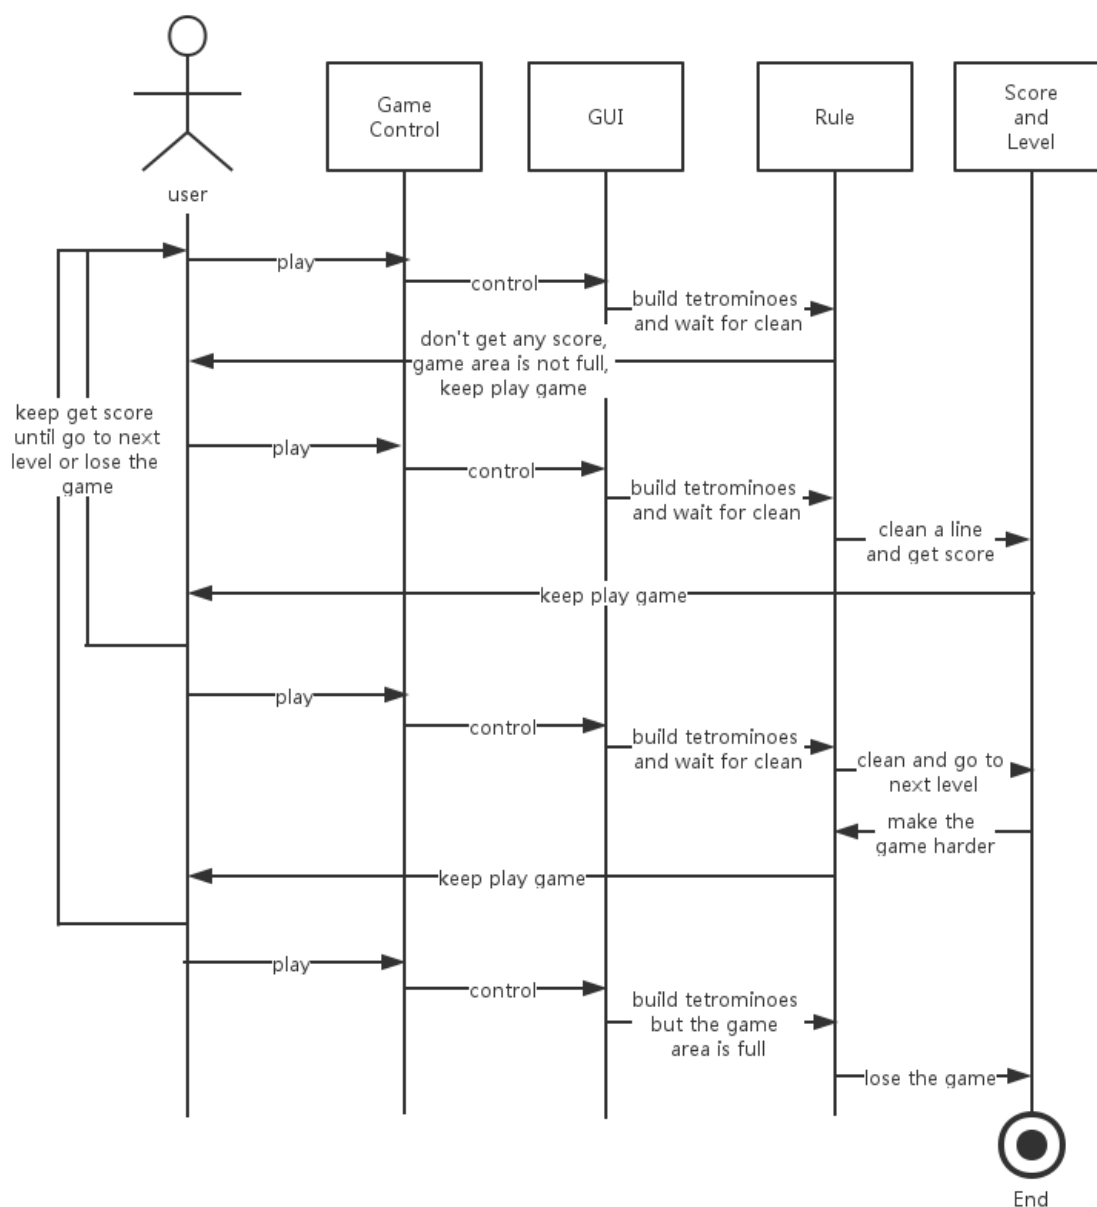 Game
Control
GUI
Rule
Score
and
Level
user
play
control
build tetrominoes
and wait for clean
don't get any score,
game area is not full,
keep play game
keep get score
until go to next
level or lose the
game
play
control
build tetrominoes
and wait for clean
clean a line
and get score
keep play game
play
control
build tetrominoes
and wait for clean
clean and go to
next level
make the
game harder
keep play game
play
control
build tetrominoes
but the game
area is full
lose the game
End